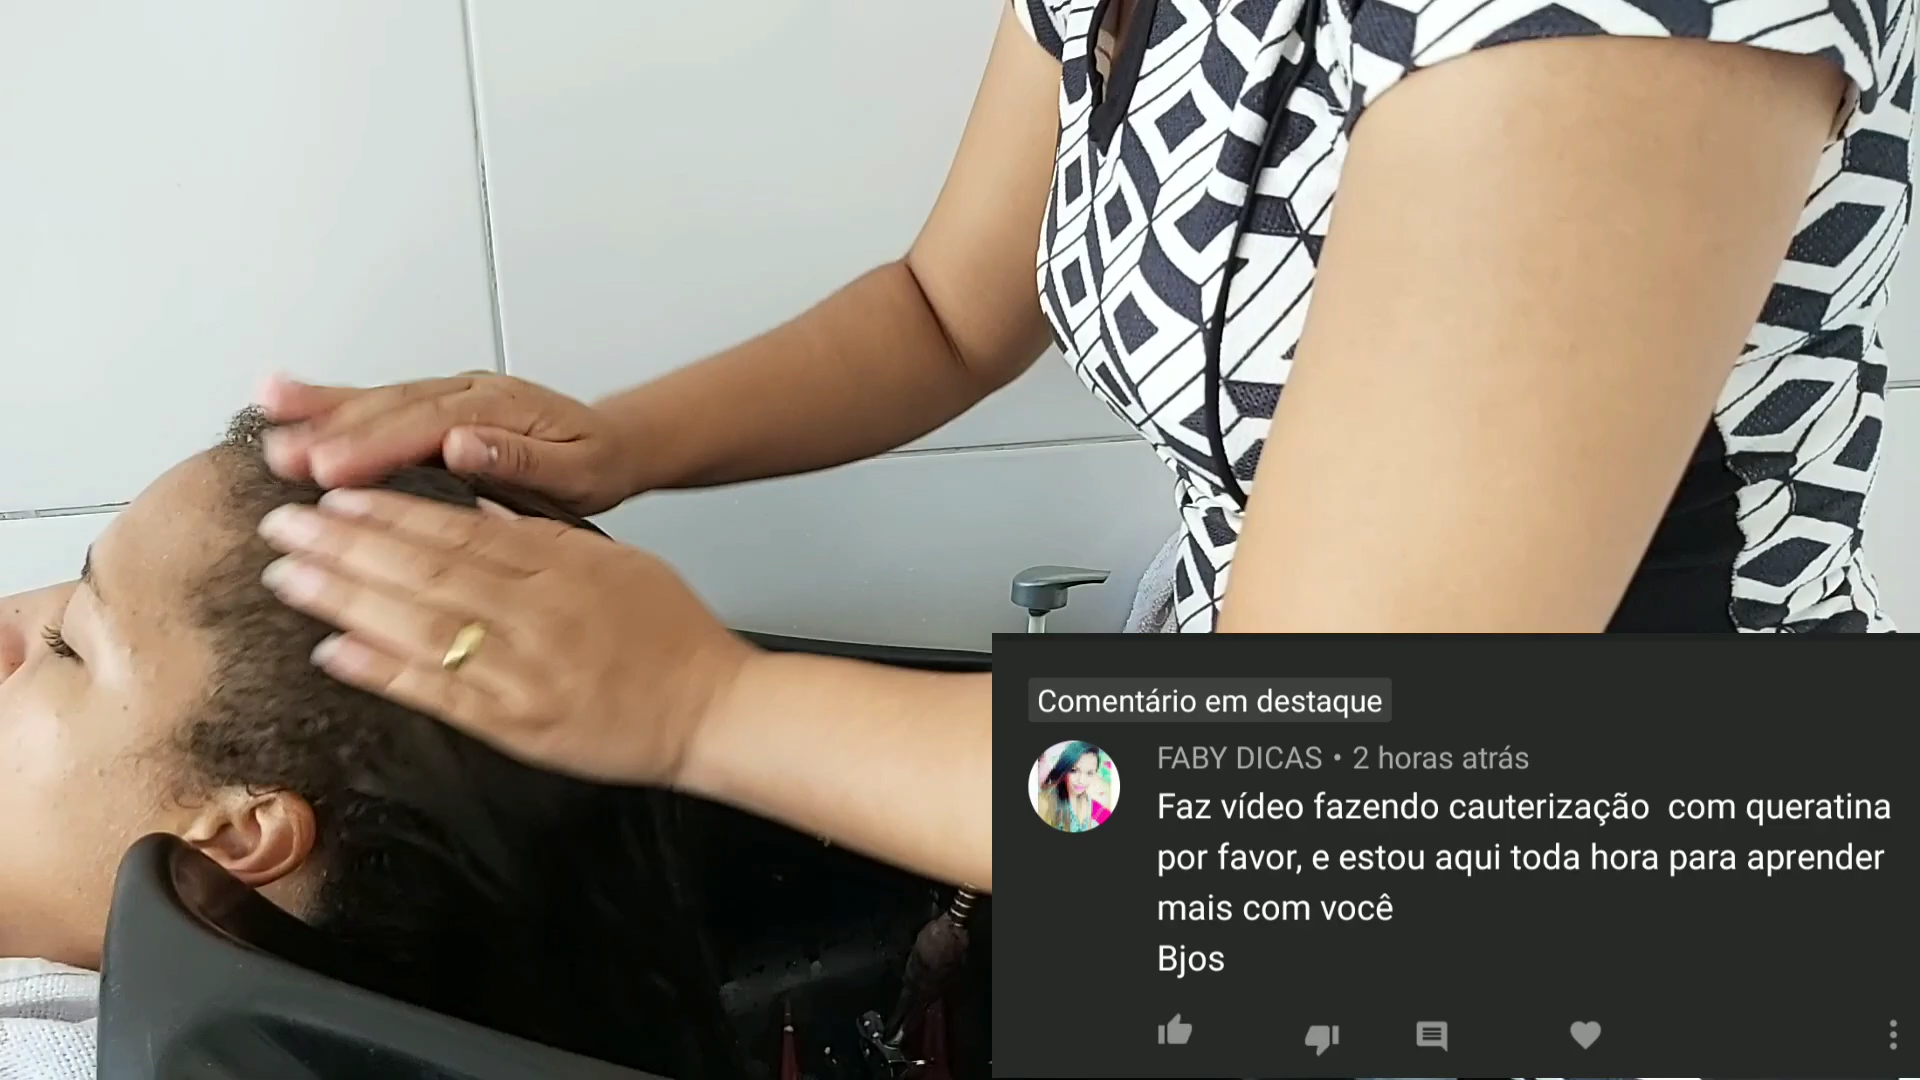 Comentário em destaque
FABY DICAS • 2 horas atrás
Faz vídeo fazendo cauterização  com queratina
por favor, e estou aqui toda hora para aprender
mais com você
Bjos